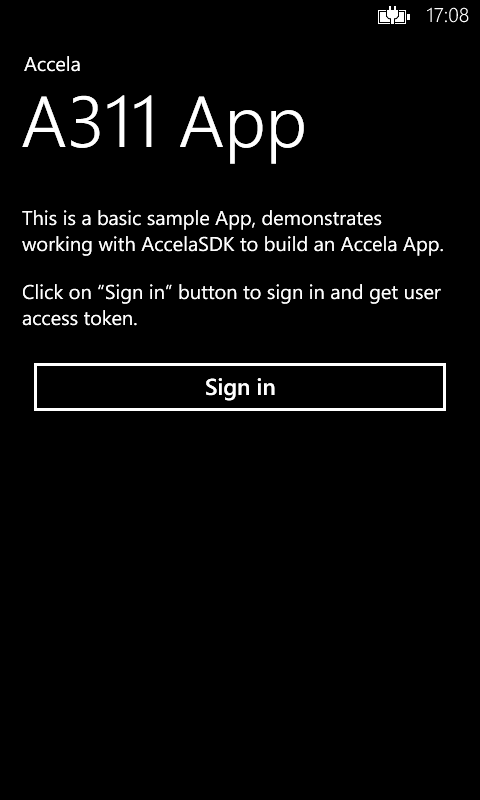 17:08
Accela
A311 App
This is a basic sample App, demonstrates
working with AccelaSDK to build an Accela App.
Click on “Sign in” button to sign in and get user
access token.
Sign in